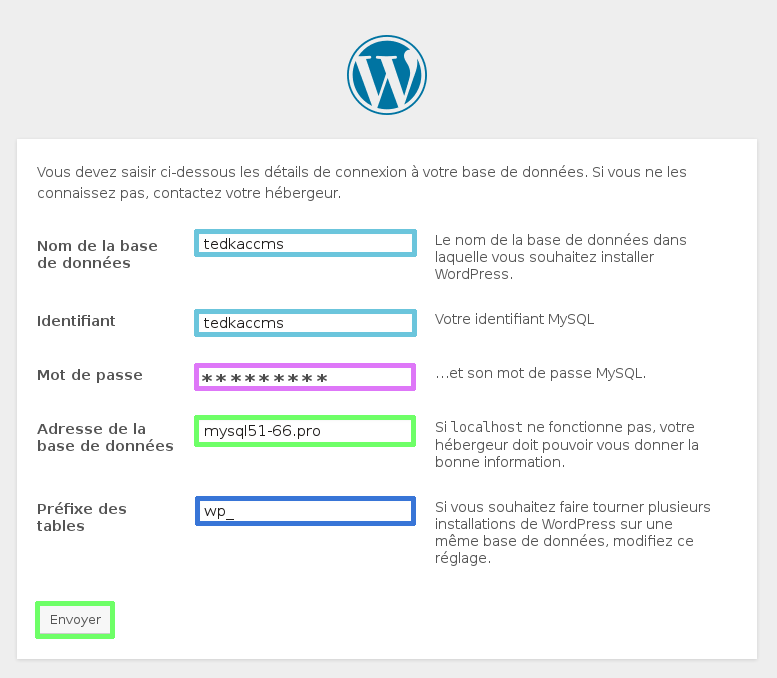 Vous devez saisir ci-dessous les détails de connexion à votre base de données. Si vous ne les
connaissez pas, contactez votre hébergeur.
Nom de la base
de données
tedkaccms
Le nom de la base de données dans
laquelle vous souhaitez installer
WordPress.
Identifiant
tedkaccms
Votre identifiant MySQL
Mot de passe
*********
…et son mot de passe MySQL.
Adresse de la
base de données
mysql51-66.pro
Si localhost ne fonctionne pas, votre
hébergeur doit pouvoir vous donner la
bonne information.
Préfixe des
tables
wp_
Si vous souhaitez faire tourner plusieurs
installations de WordPress sur une
même base de données, modifiez ce
réglage.
Envoyer